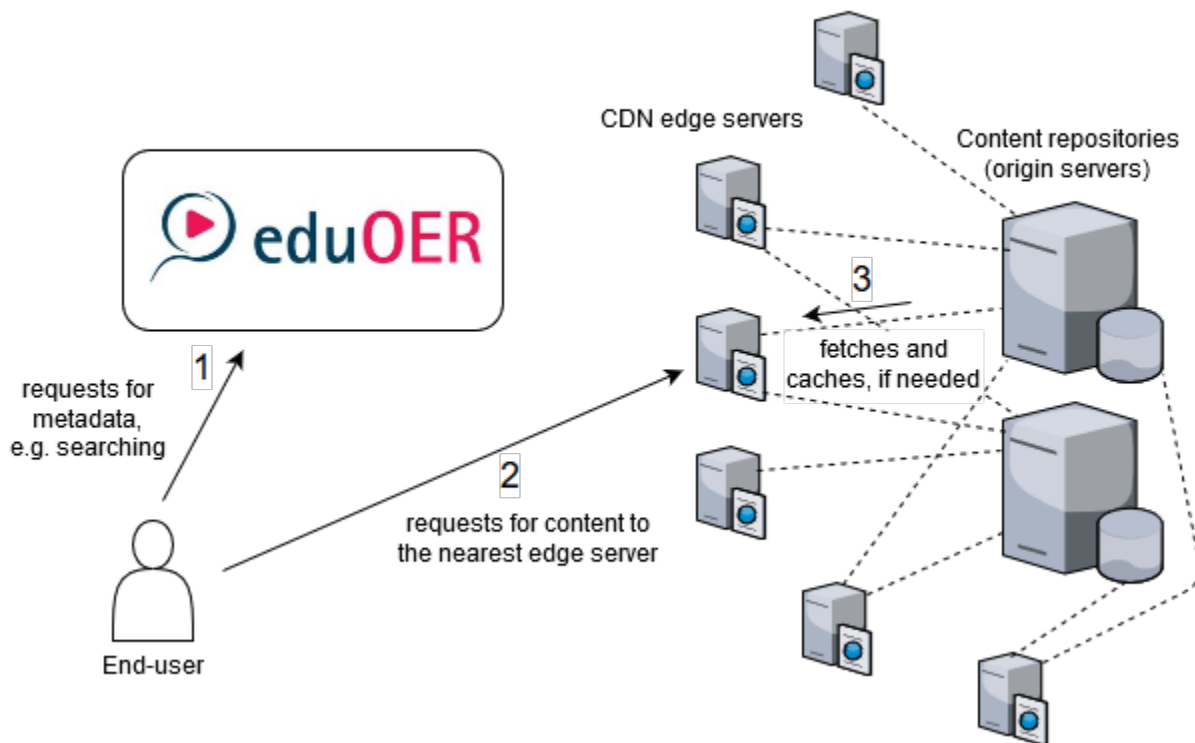 CDN edge servers
Content repositories
(origin servers)
eduOER
3
1
fetches and
caches, if needed
requests for
metadata,
e.g. searching
2
requests for content to
the nearest edge server
End-user